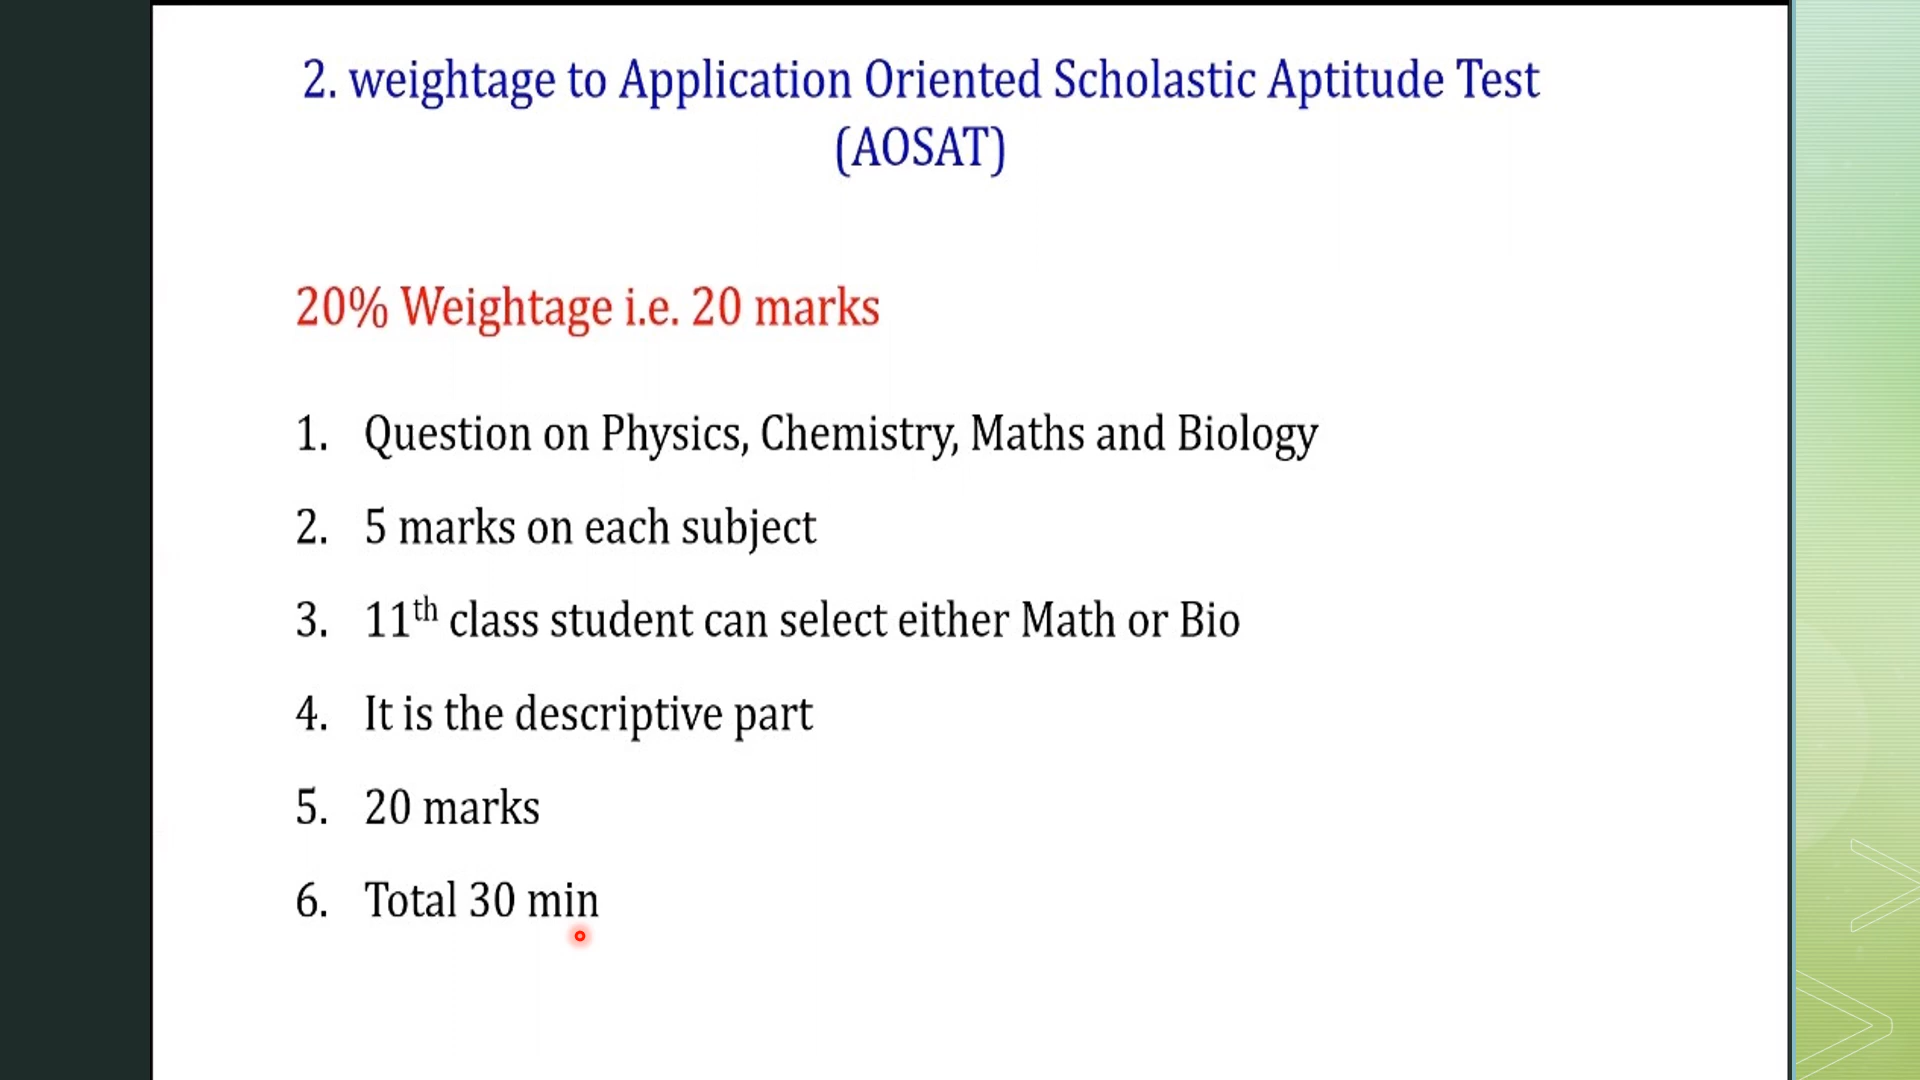 2. weightage to Application Oriented Scholastic Aptitude Test
(AOSAT)
20% Weightage i.e. 20 marks
1. Question on Physics, Chemistry, Maths and Biology
2. 5 marks on each subject
3. 11th class student can select either Math or Bio
4. It is the descriptive part
5. 20 marks
6. Total 30 min